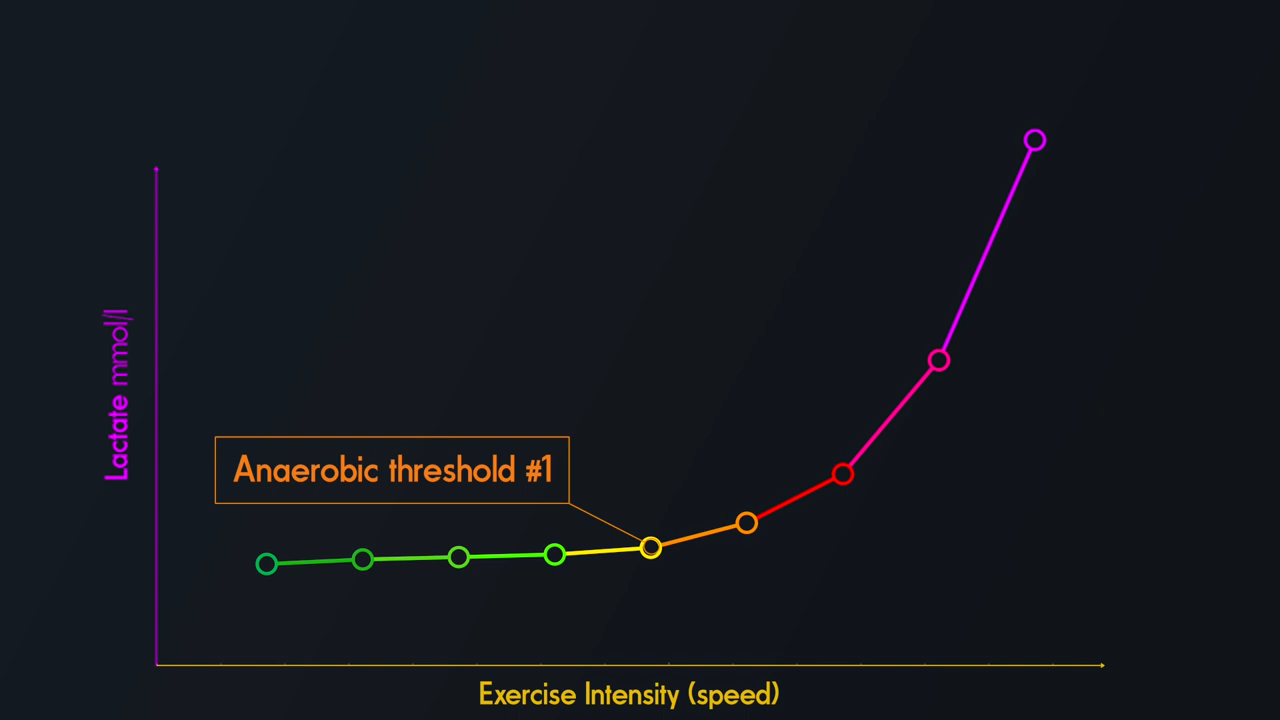 Lactate mmol/l
Anaerobic threshold #1
Exercise Intensity (speed)